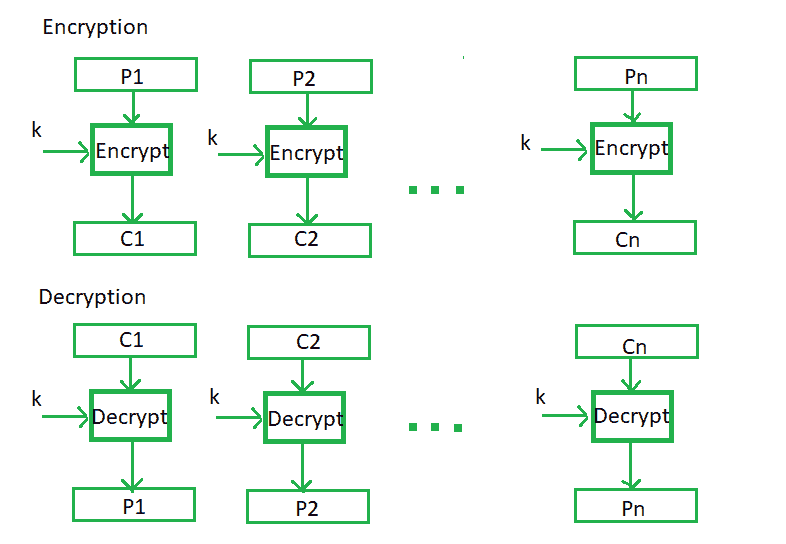 Encryption
P1 P2 Pn
k Encrypt k Encrypt k Encrypt
C1 C2 Cn
Decryption
C1 C2 Cn
k Decrypt k Decrypt k Decrypt
P1 P2 Pn